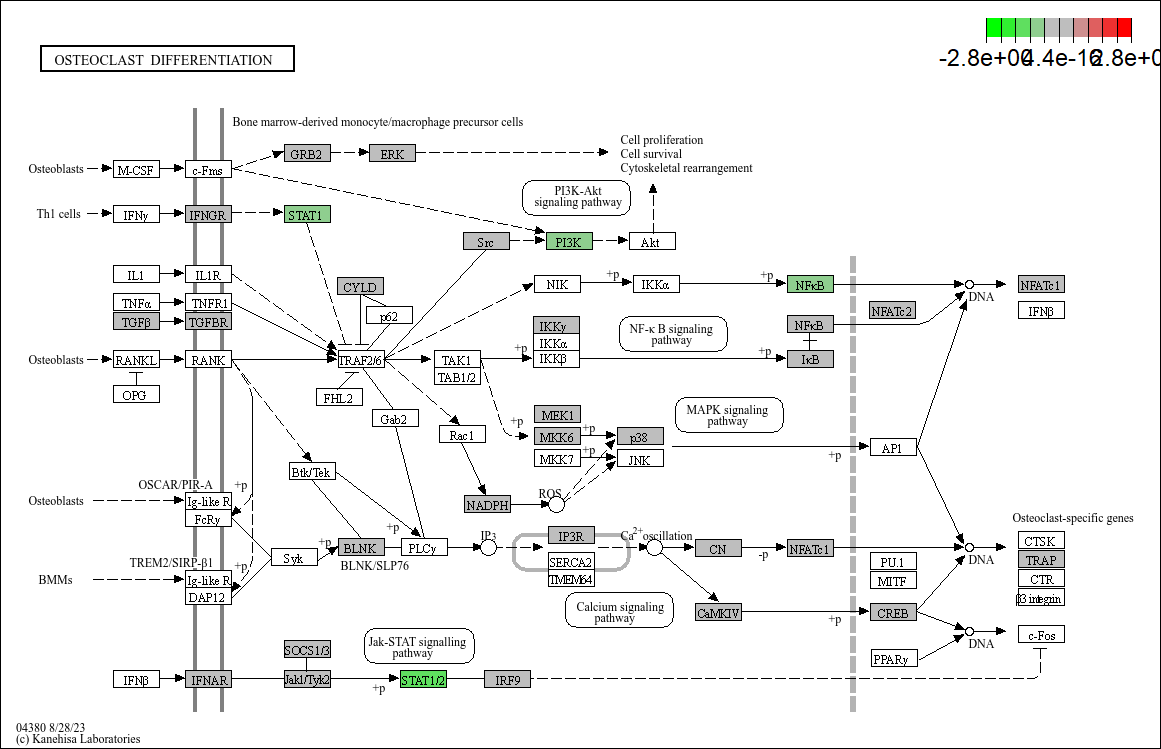 -2.8e+00
4.4e-16
2.8e+0
OSTEOCLAST DIFFERENTIATION
Bone marrow-derived monocyte/macrophage precursor cells
Cell proliferation
Cell survival
Cytoskeletal rearrangement
GRB2
ERK
Osteoblasts
M-CSF
c-Fms
PI3K-Akt
signaling pathway
Th1 cells
IFNγ
IFNGR
STAT1
Src
PI3K
Akt
IL1
IL1R
CYLD
NIK
+p
IKKα
+p
NFκB
DNA
NFATc1
TNFα
TNFR1
p62
NFATc2
IFNβ
TGFβ
TGFBR
IKKγ
IKKα
IKKβ
+p
NF-κ B signaling
pathway
NFκB
+p
IκB
Osteoblasts
RANKL
RANK
TRAF2/6
TAK1
TAB1/2
OPG
FHL2
Gab2
Rac1
MEK1
+p
MKK6
+p
p38
MKK7
+p
JNK
MAPK signaling
pathway
+p
AP1
Btk/Tek
OSCAR/PIR-A
+p
Osteoblasts
Ig-like R
FcRγ
NADPH
ROS
Syk
+p
BLNK
+p
PLCγ
BLNK/SLP76
IP3
IP3R
SERCA2
TMEM64
Ca2+ oscillation
CN
-p
NFATc1
DNA
Osteoclast-specific genes
CTSK
TRAP
CTR
β3 integrin
TREM2/SIRP-β1
+p
BMMs
Ig-like R
DAP12
PU.1
MITF
Calcium signaling
pathway
CaMKIV
+p
CREB
DNA
c-Fos
PPARγ
Jak-STAT signalling
pathway
SOCS1/3
IFNβ
IFNAR
Jak1/Tyk2
+p
STAT1/2
IRF9
04380 8/28/23
(c) Kanehisa Laboratories